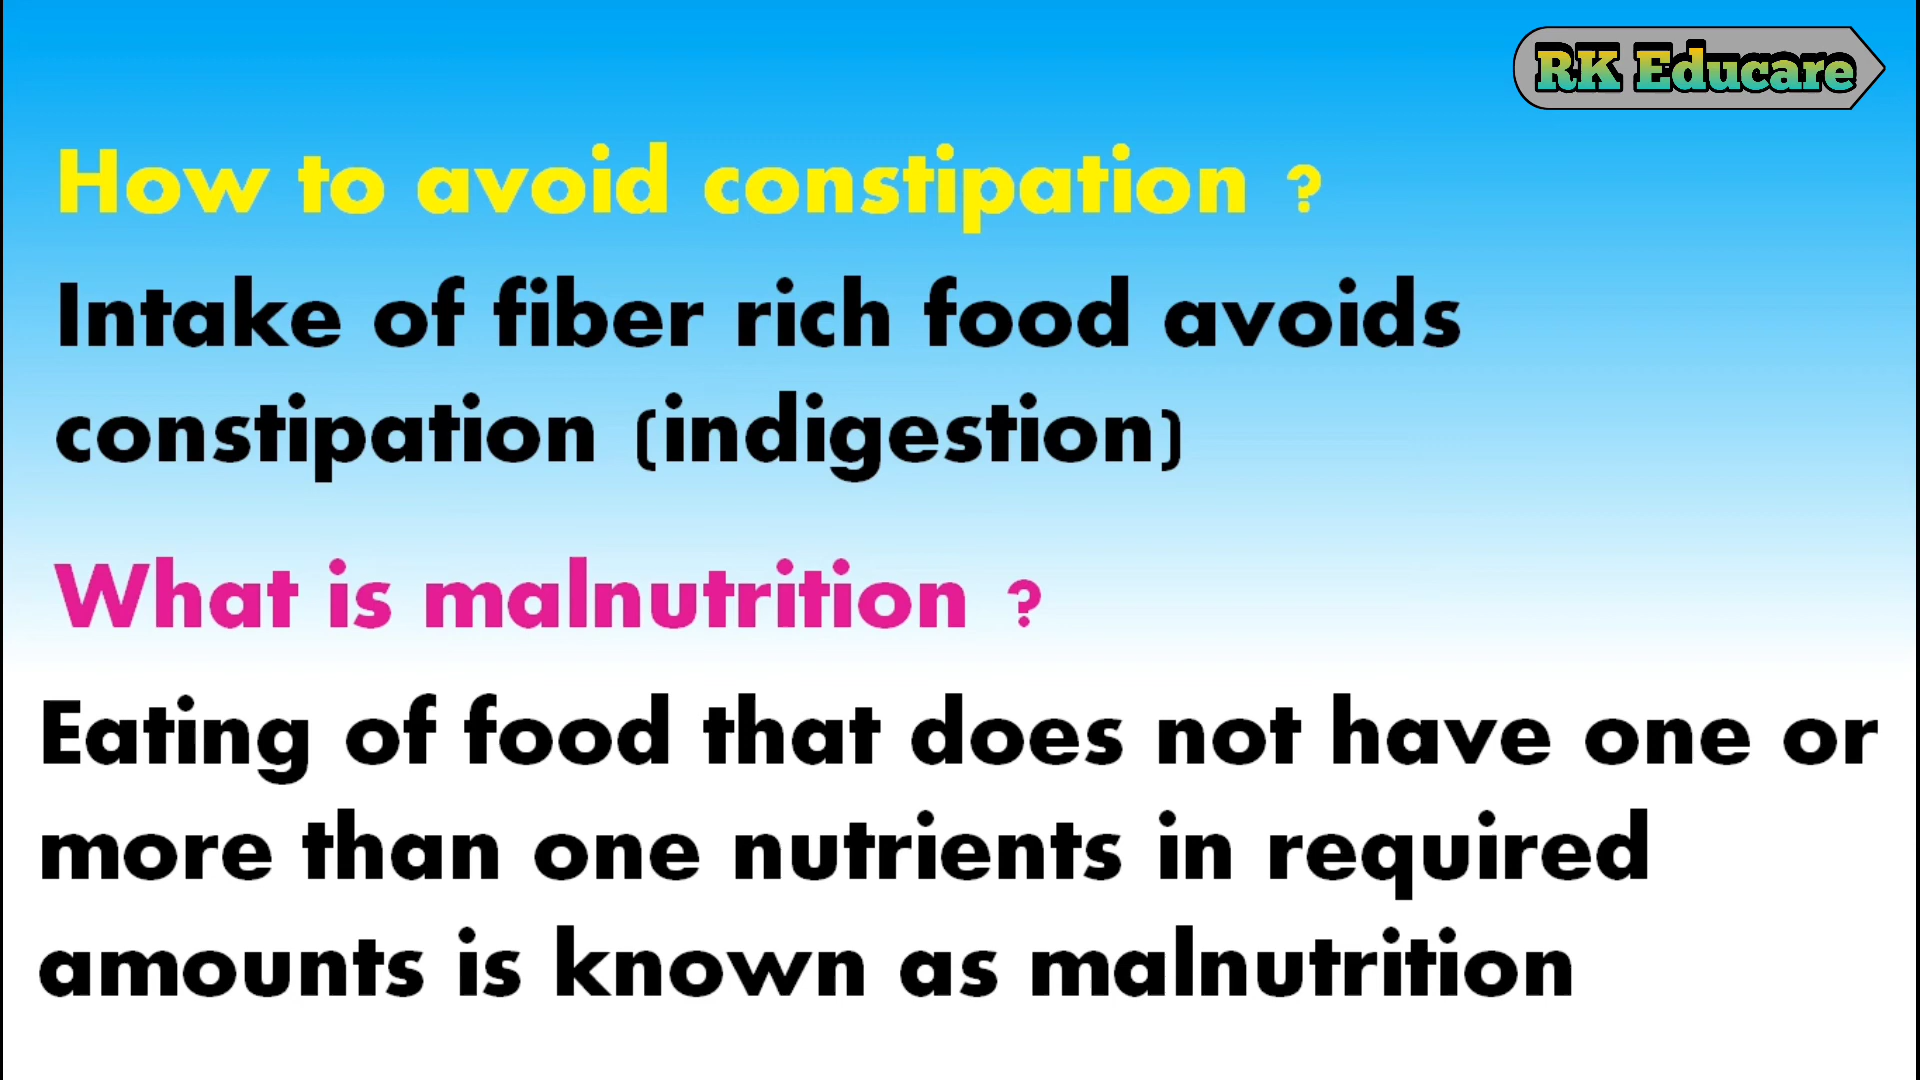 RK Educare
How to avoid constipation ?
Intake of fiber rich food avoids
constipation (indigestion)
What is malnutrition ?
Eating of food that does not have one or
more than one nutrients in required
amounts is known as malnutrition